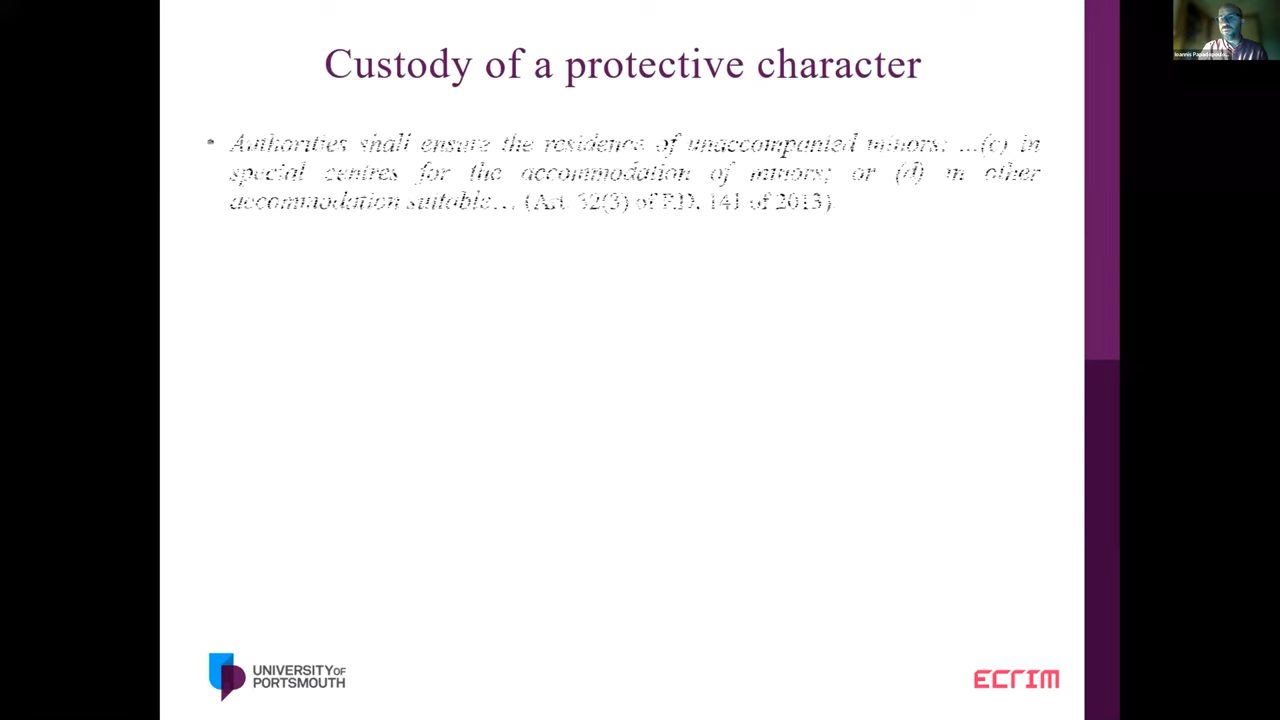 Custody of a protective character
• Authorities shall ensure the residence of unaccompanied minors: …(c) in
special centres for the accommodation of minors; or (d) in other
accommodation suitable… (Art. 32(3) of P.D. 141 of 2013)
UNIVERSITY OF
PORTSMOUTH
ECRIM
Ioannis